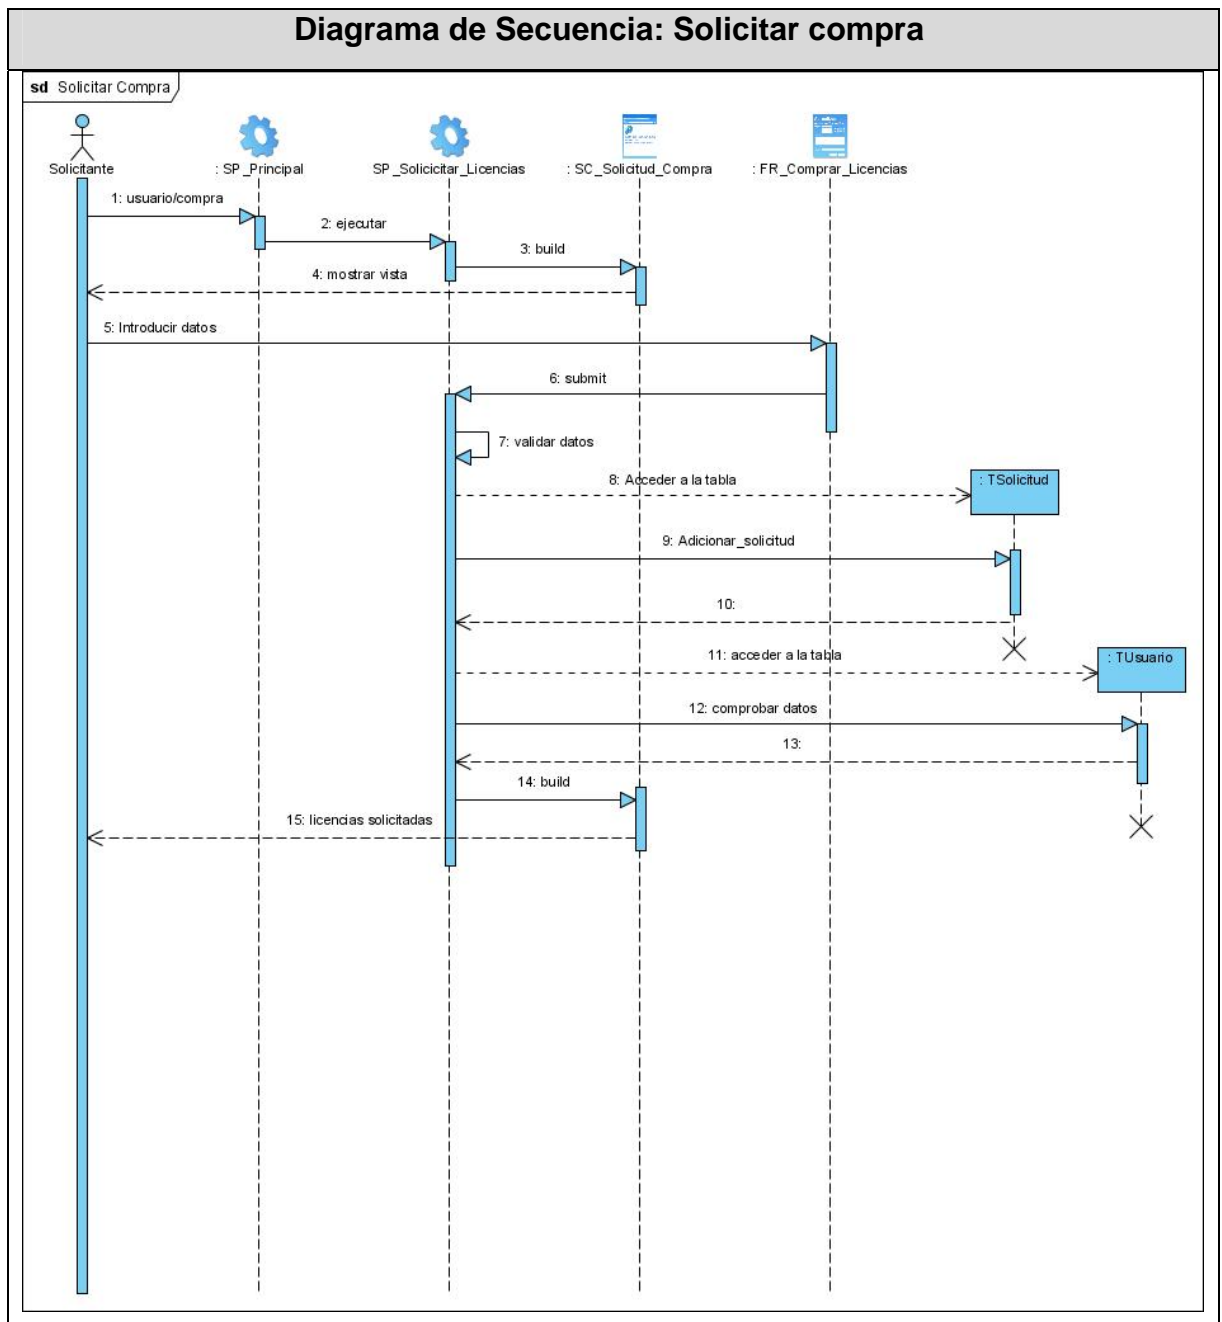 Diagrama de Secuencia: Solicitar compra
sd Solicitar Compra
Solicitante
: SP_Principal
SP_Solicicitar_Licencias
: SC_Solicitud_Compra
: FR_Comprar_Licencias
1: usuario/compra
2: ejecutar
3: build
4: mostrar vista
5: Introducir datos
6: submit
7: validar datos
8: Acceder a la tabla
: TSolicitud
9: Adicionar_solicitud
10:
11: acceder a la tabla
: TUsuario
12: comprobar datos
13:
14: build
15: licencias solicitadas